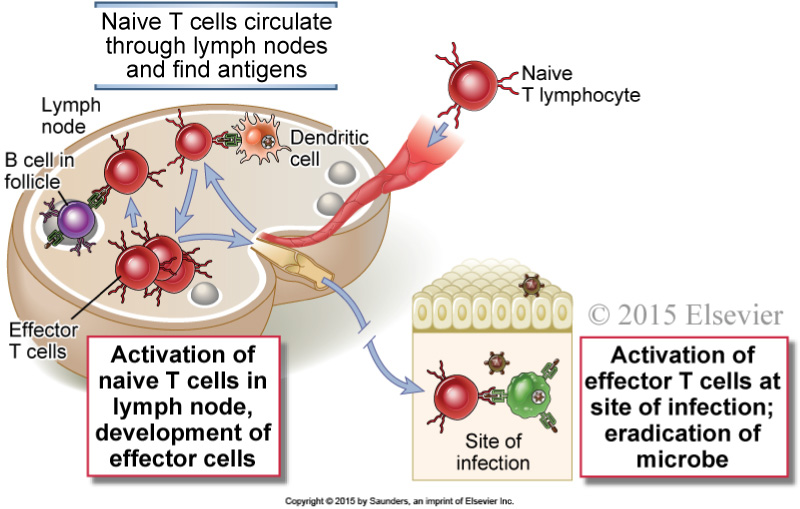 Naive T cells circulate
through lymph nodes
and find antigens
Naive
T lymphocyte
Lymph
node
Dendritic
cell
B cell in
follicle
Effector
T cells
© 2015 Elsevier
Activation of
naive T cells in
lymph node,
development of
effector cells
Site of
infection
Activation of
effector T cells at
site of infection;
eradication of
microbe
Copyright © 2015 by Saunders, an imprint of Elsevier Inc.